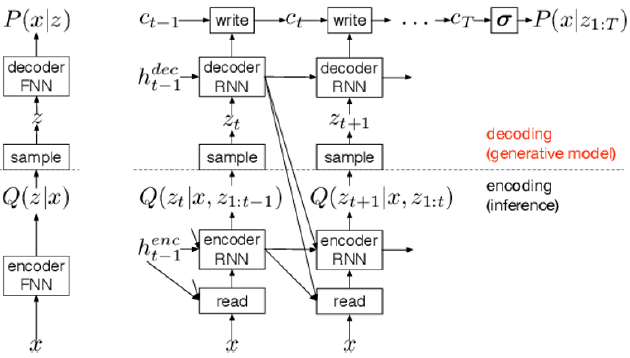 P(x|z)
decoder
FNN
z
sample
Q(z|x)
encoder
FNN
x
c_{t-1}
write
c_t
write
...
c_T
σ
P(x|z_{1:T})
h_{t-1}^{dec}
decoder
RNN
decoder
RNN
z_t
z_{t+1}
sample
sample
decoding
(generative model)
Q(z_t|x, z_{1:t-1})
Q(z_{t+1}|x, z_{1:t})
encoding
(inference)
h_{t-1}^{enc}
encoder
RNN
encoder
RNN
read
read
x
x